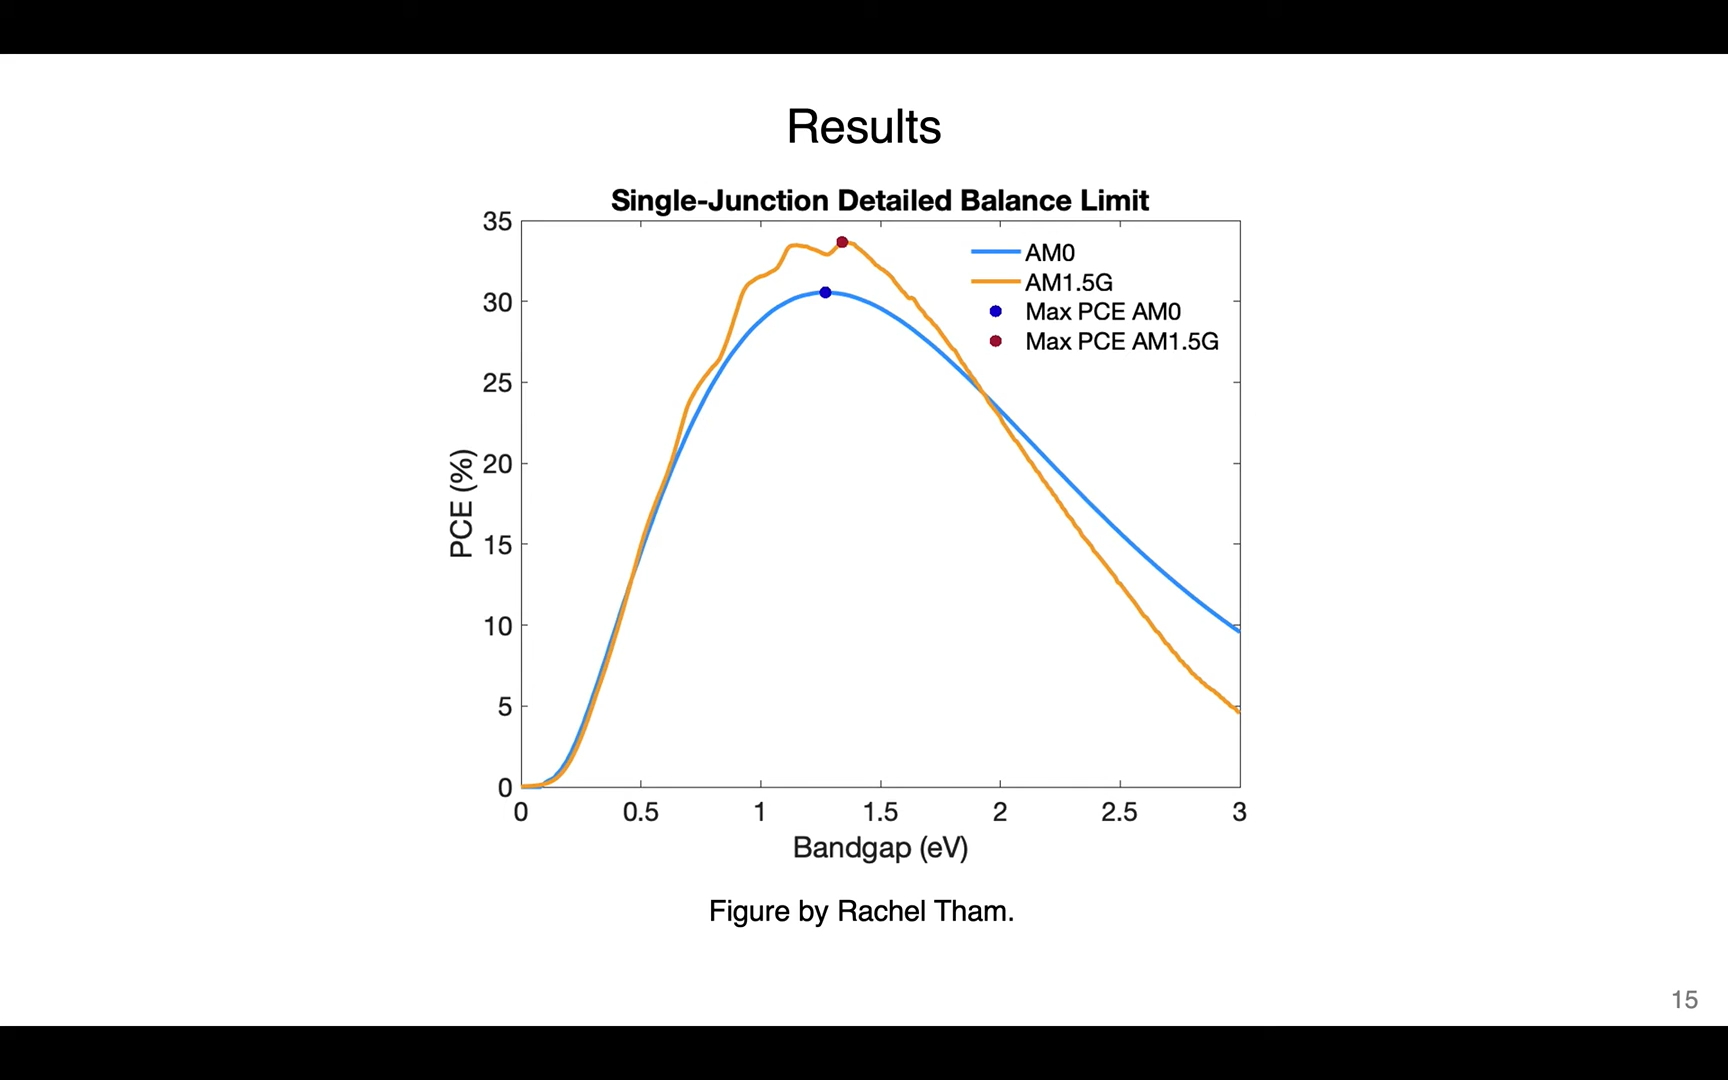 Results
Single-Junction Detailed Balance Limit
35
30
25
20
15
10
5
0
PCE (%)
AM0
AM1.5G
Max PCE AM0
Max PCE AM1.5G
0 0.5 1 1.5 2 2.5 3
Bandgap (eV)
Figure by Rachel Tham.
15